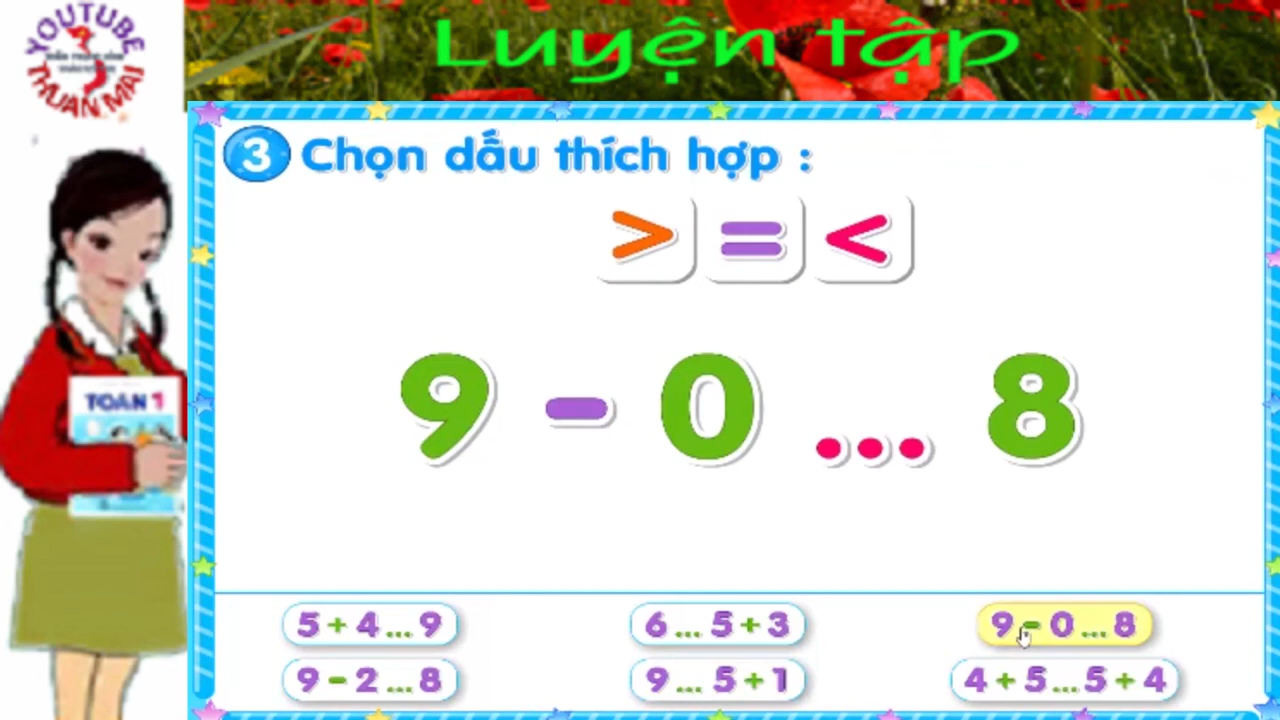 YOUTUBE
THUAN MAI
Luyện tập
3 Chọn dấu thích hợp :
> = <
9 - 0 ... 8
TOÁN 1
5 + 4 ... 9 6 ... 5 + 3 9 - 0 ... 8
9 - 2 ... 8 9 ... 5 + 1 4 + 5 ... 5 + 4